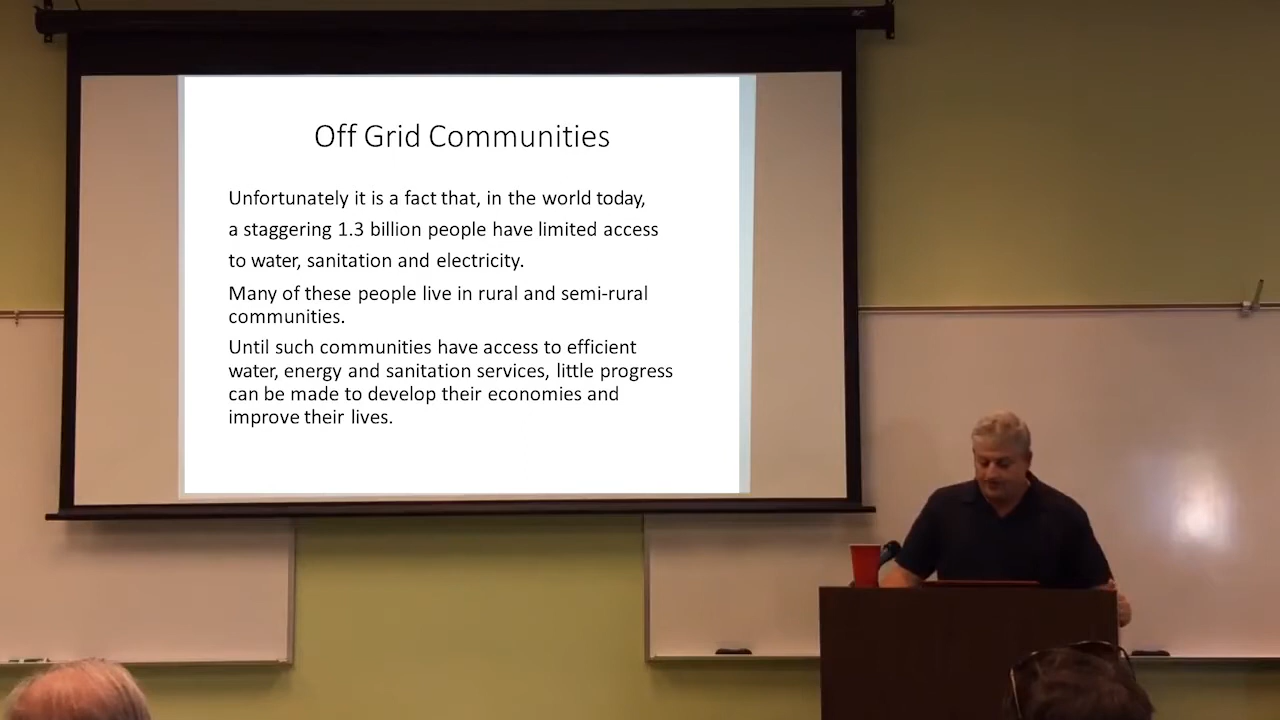 Off Grid Communities
Unfortunately it is a fact that, in the world today,
a staggering 1.3 billion people have limited access
to water, sanitation and electricity.
Many of these people live in rural and semi-rural
communities.
Until such communities have access to efficient
water, energy and sanitation services, little progress
can be made to develop their economies and
improve their lives.